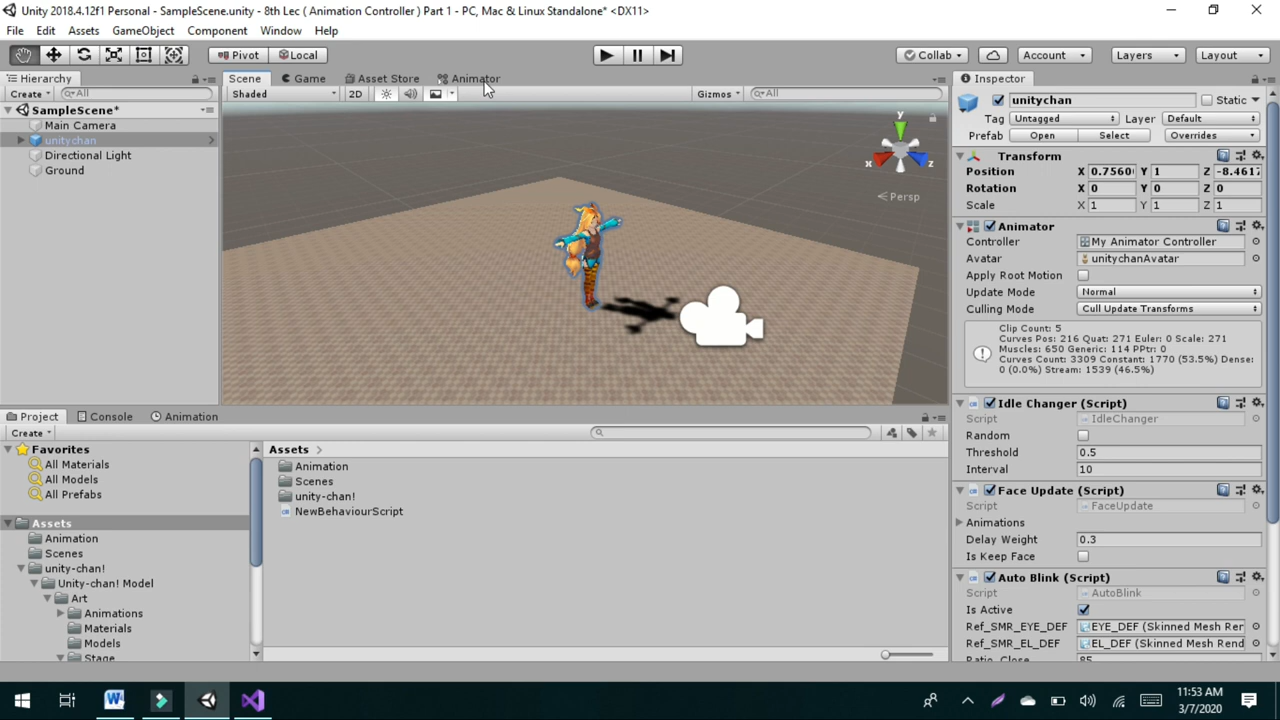 Unity 2018.4.12f1 Personal - SampleScene.unity - 8th Lec ( Animation Controller ) Part 1 - PC, Mac & Linux Standalone* <DX11>
File Edit Assets GameObject Component Window Help
Pivot Local Collab Account Layers Layout
Hierarchy
Create All
SampleScene*
Main Camera
unitychan
Directional Light
Ground
Scene Game Asset Store Animator
Shaded 2D Gizmos All
y
x z
Persp
Inspector
unitychan Static
Tag Untagged Layer Default
Prefab Open Select Overrides
Transform
Position X 0.7560 Y 1 Z -8.4617
Rotation X 0 Y 0 Z 0
Scale X 1 Y 1 Z 1
Animator
Controller My Animator Controller
Avatar unitychanAvatar
Apply Root Motion
Update Mode Normal
Culling Mode Cull Update Transforms
Clip Count: 5
Curves Pos: 216 Quat: 271 Euler: 0 Scale: 271
Muscles: 650 Generic: 114 PPtr: 0
Curves Count: 3309 Constant: 1770 (53.5%) Dense:
0 (0.0%) Stream: 1539 (46.5%)
Idle Changer (Script)
Script IdleChanger
Random
Threshold 0.5
Interval 10
Face Update (Script)
Script FaceUpdate
Animations
Delay Weight 0.3
Is Keep Face
Auto Blink (Script)
Script AutoBlink
Is Active
Ref_SMR_EYE_DEF EYE_DEF (Skinned Mesh Ren
Ref_SMR_EL_DEF EL_DEF (Skinned Mesh Rend
Ratio_Close 85
Project Console Animation
Create
Favorites
All Materials
All Models
All Prefabs
Assets
Animation
Scenes
unity-chan!
Unity-chan! Model
Art
Animations
Materials
Models
Stage
Assets
Animation
Scenes
unity-chan!
NewBehaviourScript
11:53 AM
3/7/2020